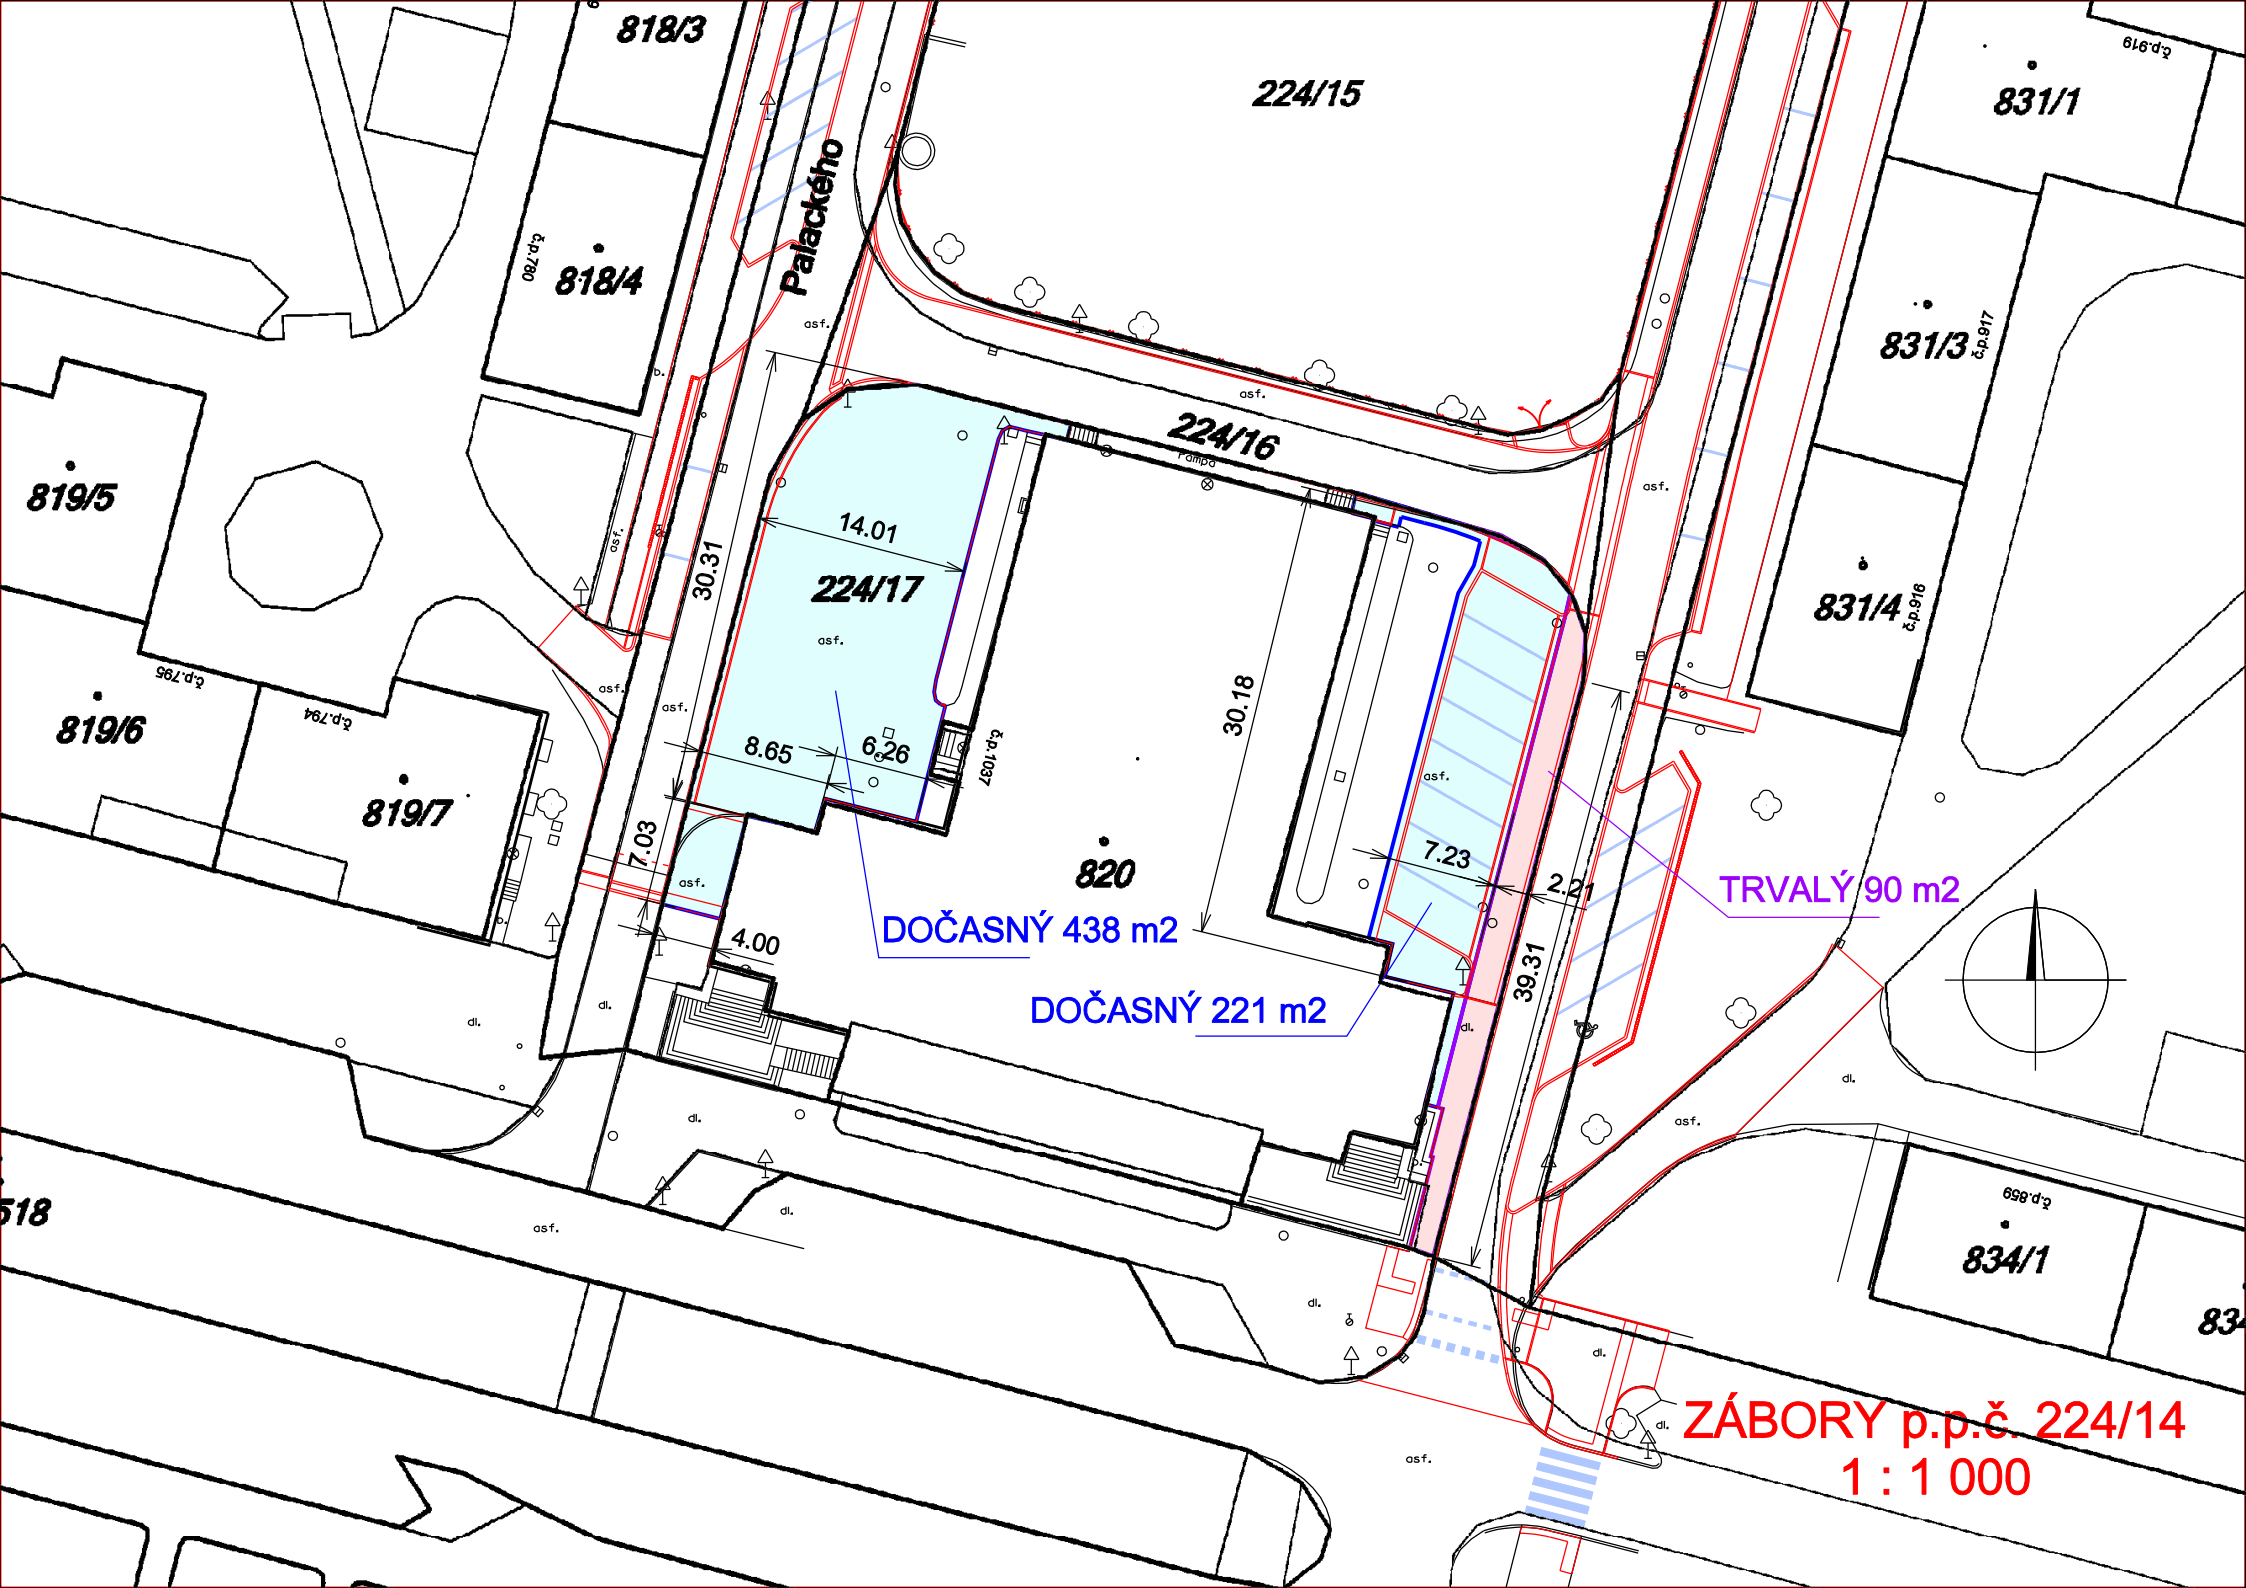 818/3
č.p.919
831/1
224/15
Palackého
č.p.780
818/4
asf.
831/3
č.p.917
asf.
224/16
rampa
819/5
asf.
14.01
30.31
asf.
224/17
831/4
č.p.916
asf.
č.p.795
asf.
819/6
č.p.794
asf.
8.65
6.26
č.p.1037
30.18
asf.
819/7
7.03
820
7.23
2.21
TRVALÝ 90 m2
asf.
DOČASNÝ 438 m2
4.00
39.31
DOČASNÝ 221 m2
dl.
dl.
dl.
dl.
dl.
asf.
518
dl.
asf.
č.p.859
834/1
dl.
834
dl.
dl.
ZÁBORY p.p.č. 224/14
asf.
1 : 1 000